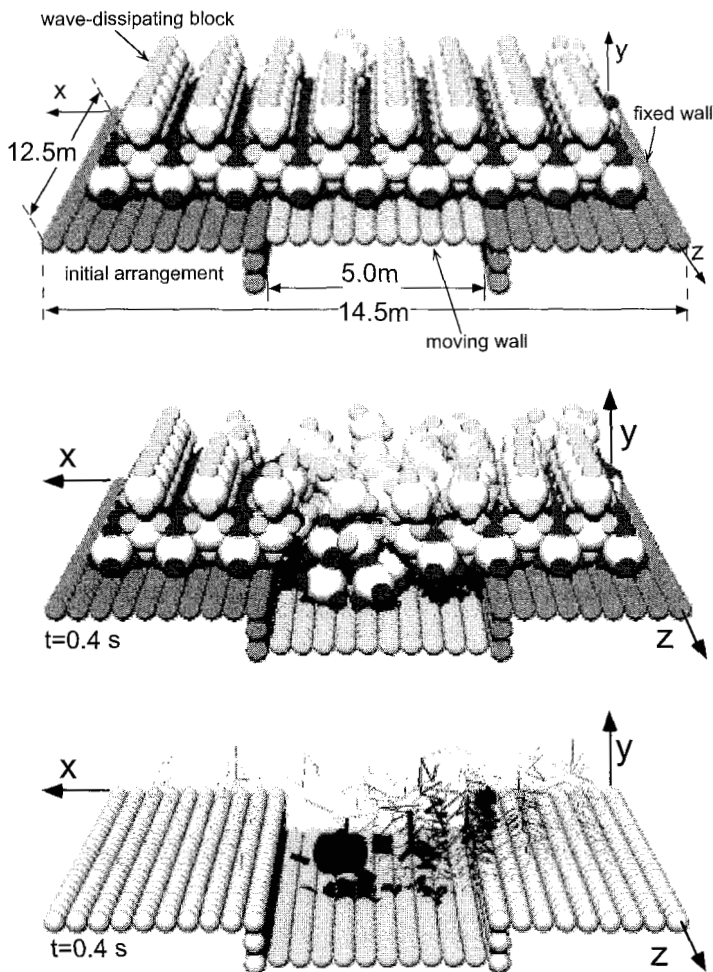 wave-dissipating block
y
x
fixed wall
12.5m
z
initial arrangement
5.0m
14.5m
moving wall
y
x
t=0.4 s
z
y
x
t=0.4 s
z